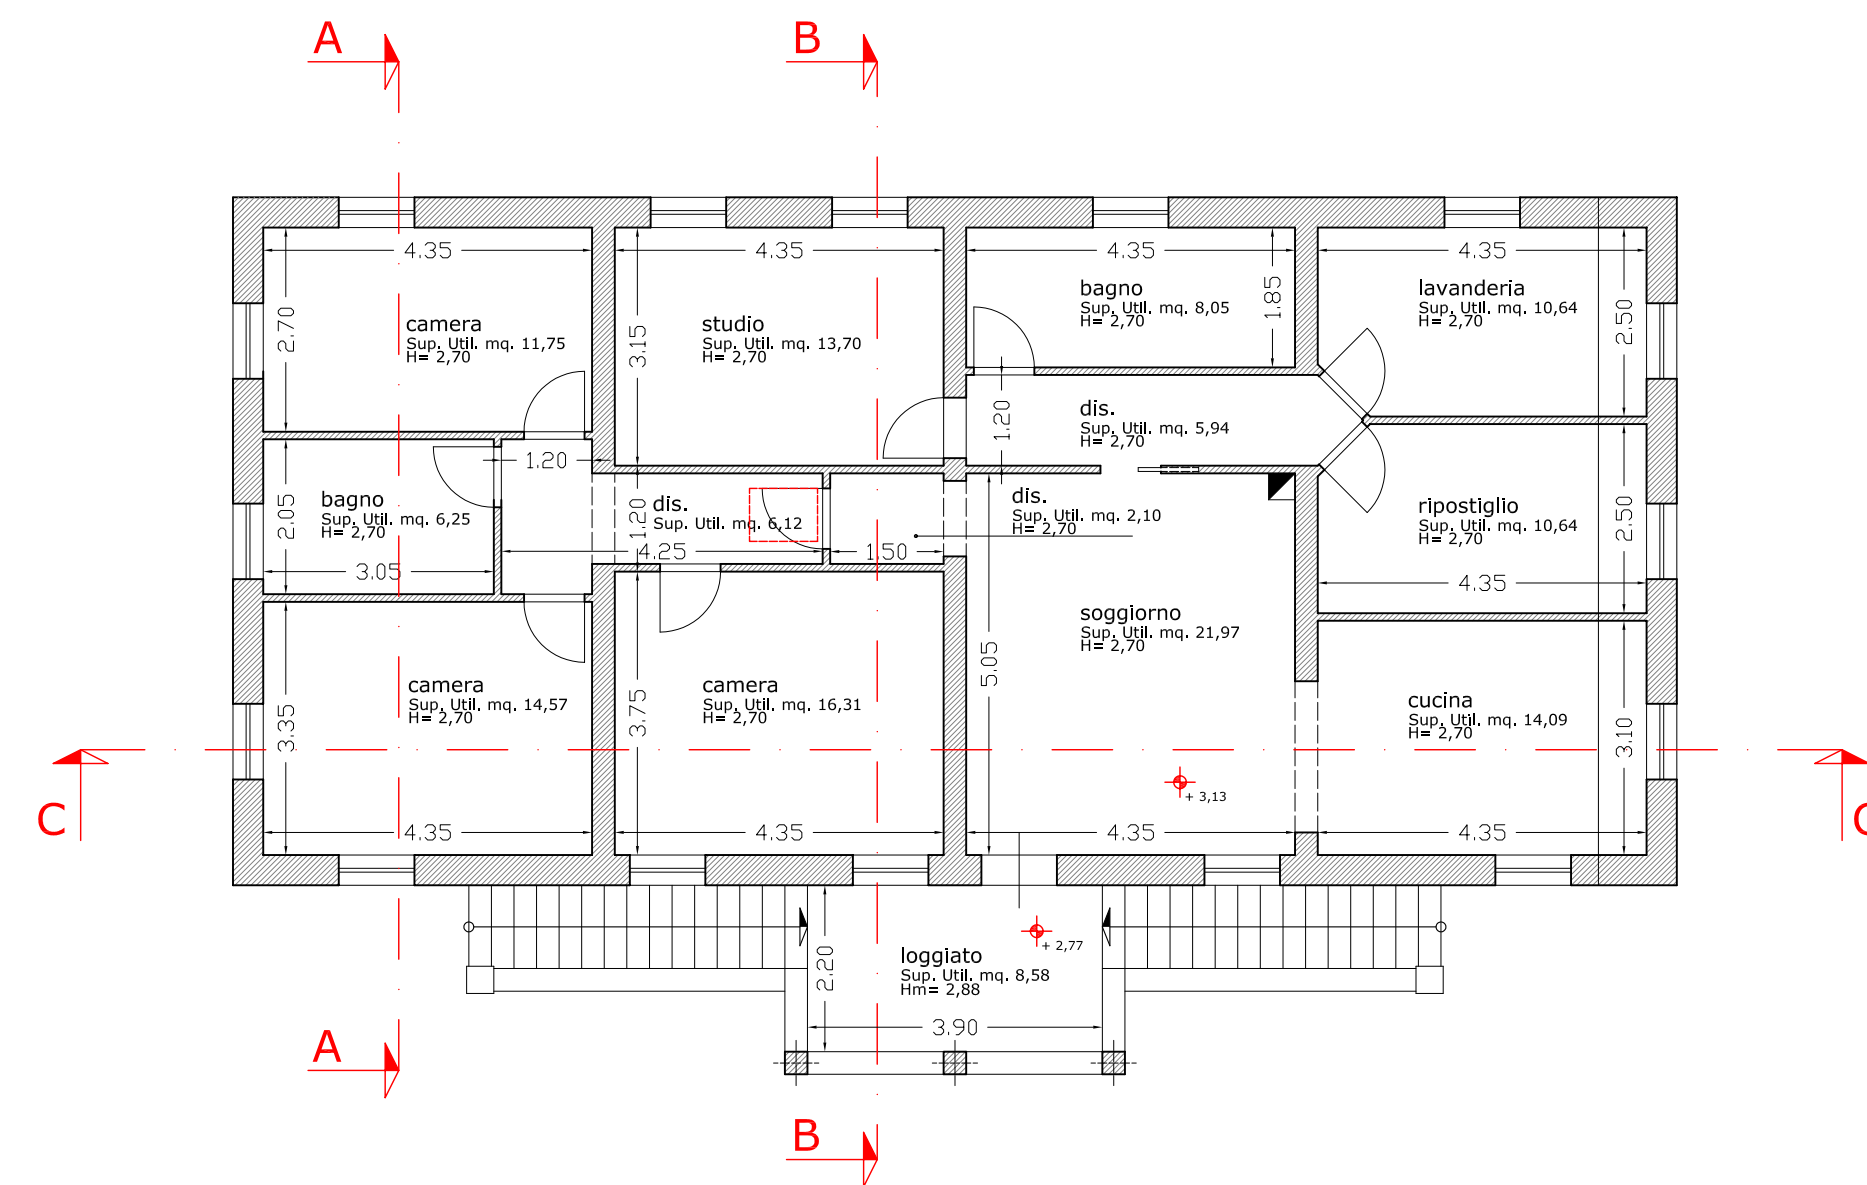 A
B
4.35
4.35
4.35
4.35
2.70
camera
Sup. Util. mq. 11,75
H= 2,70
3.15
studio
Sup. Util. mq. 13,70
H= 2,70
bagno
Sup. Util. mq. 8,05
H= 2,70
1.85
lavanderia
Sup. Util. mq. 10,64
H= 2,70
2.50
1.20
dis.
Sup. Util. mq. 5,94
H= 2,70
1.20
2.05
bagno
Sup. Util. mq. 6,25
H= 2,70
3.05
1.20
dis.
Sup. Util. mq. 6,12
4.25
1.50
dis.
Sup. Util. mq. 2,10
H= 2,70
ripostiglio
Sup. Util. mq. 10,64
H= 2,70
2.50
4.35
soggiorno
Sup. Util. mq. 21,97
H= 2,70
5.05
3.35
camera
Sup. Util. mq. 14,57
H= 2,70
3.75
camera
Sup. Util. mq. 16,31
H= 2,70
cucina
Sup. Util. mq. 14,09
H= 2,70
3.10
+ 3,13
C
C
4.35
4.35
4.35
4.35
+ 2,77
2.20
loggiato
Sup. Util. mq. 8,58
Hm= 2,88
3.90
A
B